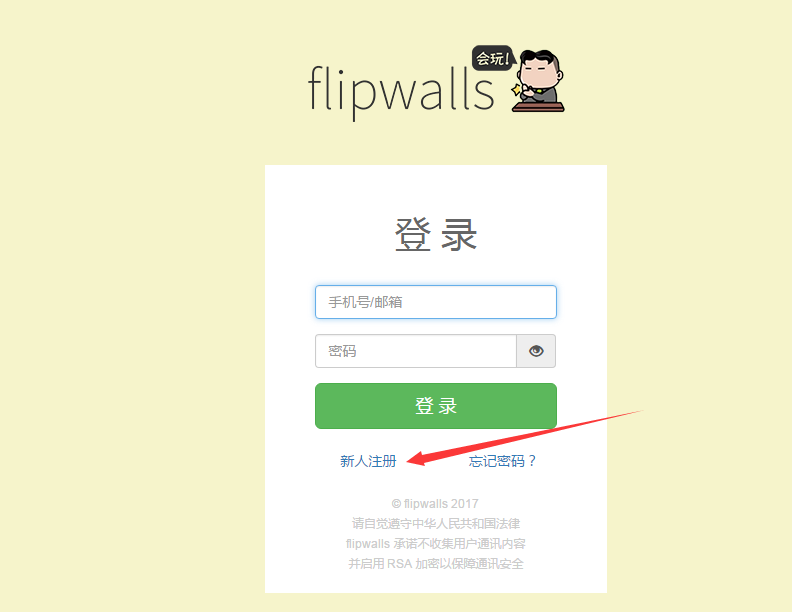 会玩!
flipwalls
登 录
手机号/邮箱
密码
登 录
新人注册 忘记密码？
© flipwalls 2017
请自觉遵守中华人民共和国法律
flipwalls 承诺不收集用户通讯内容
并启用 RSA 加密以保障通讯安全